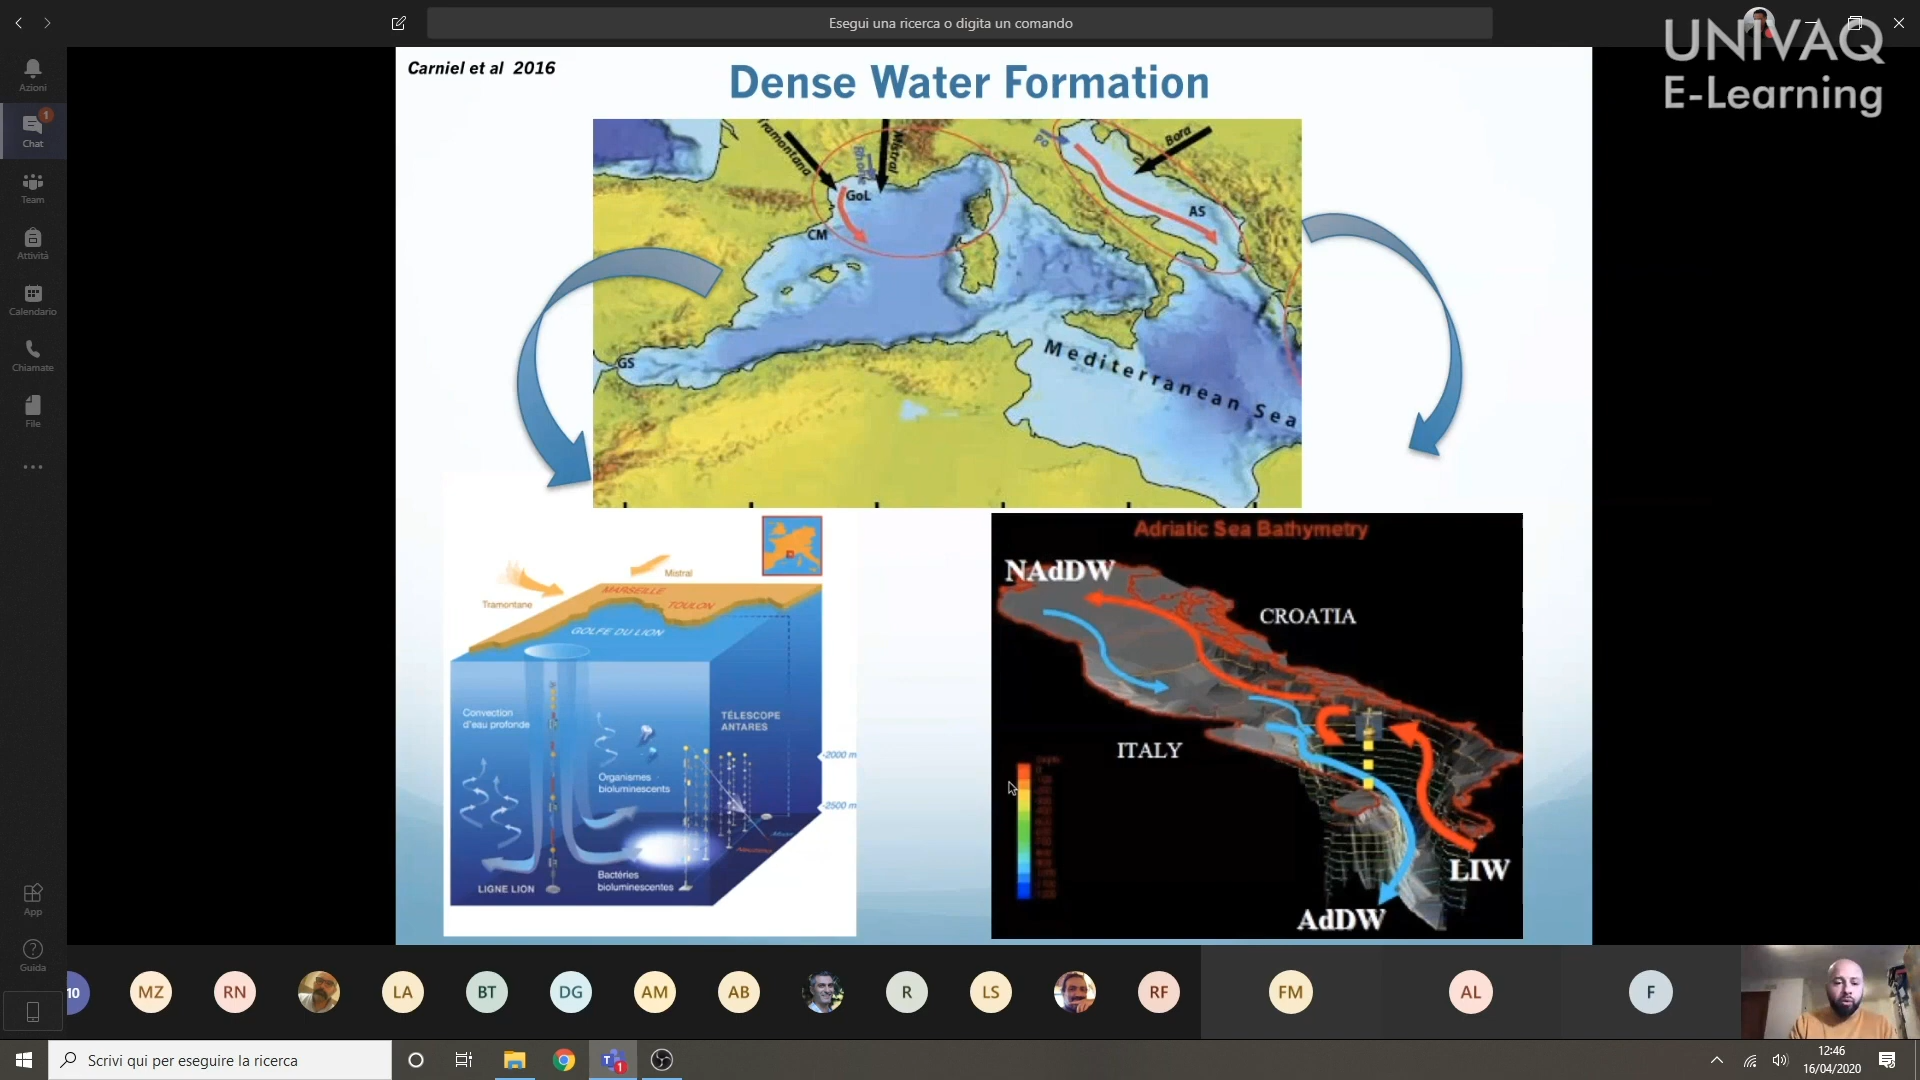 Esegui una ricerca o digita un comando
UNIVAQ
E-Learning
Azioni
Chat
1
Team
Attività
Calendario
Chiamate
File
App
Guida
Carniel et al 2016
Dense Water Formation
Tramontana
Rhone
Mistral
Po
Bora
GoL
CM
AS
GS
Mediterranean Sea
Mistral
Tramontane
MARSEILLE
TOULON
GOLFE DU LION
Convection
d'eau profonde
TÉLESCOPE
ANTARES
-2000 m
Organismes
bioluminescents
-2500 m
Bactéries
bioluminescentes
LIGNE LION
Adriatic Sea Bathymetry
NAdDW
CROATIA
ITALY
LIW
AdDW
10
MZ
RN
LA
BT
DG
AM
AB
R
LS
RF
FM
AL
F
Scrivi qui per eseguire la ricerca
1
12:46
16/04/2020